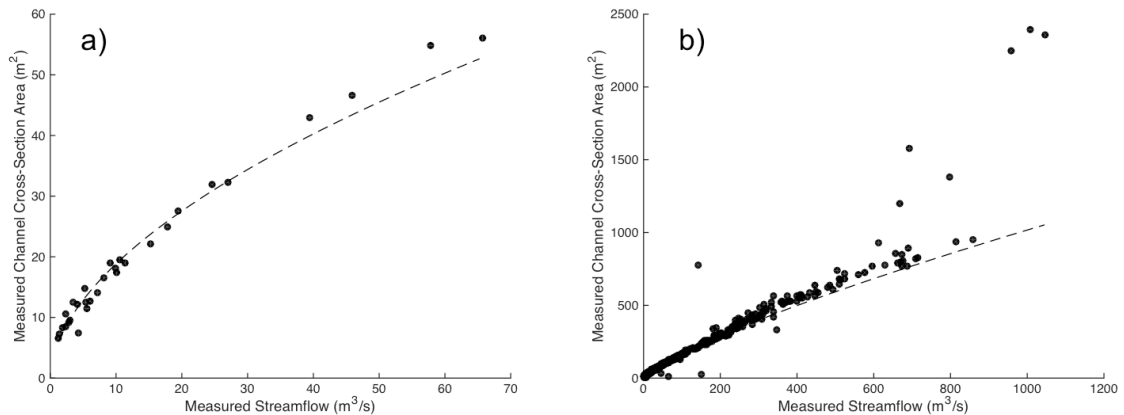 a)
60
50
40
30
20
10
0
Measured Channel Cross-Section Area (m²)
0 10 20 30 40 50 60 70
Measured Streamflow (m³/s)
b)
2500
2000
1500
1000
500
0
Measured Channel Cross-Section Area (m²)
0 200 400 600 800 1000 1200
Measured Streamflow (m³/s)